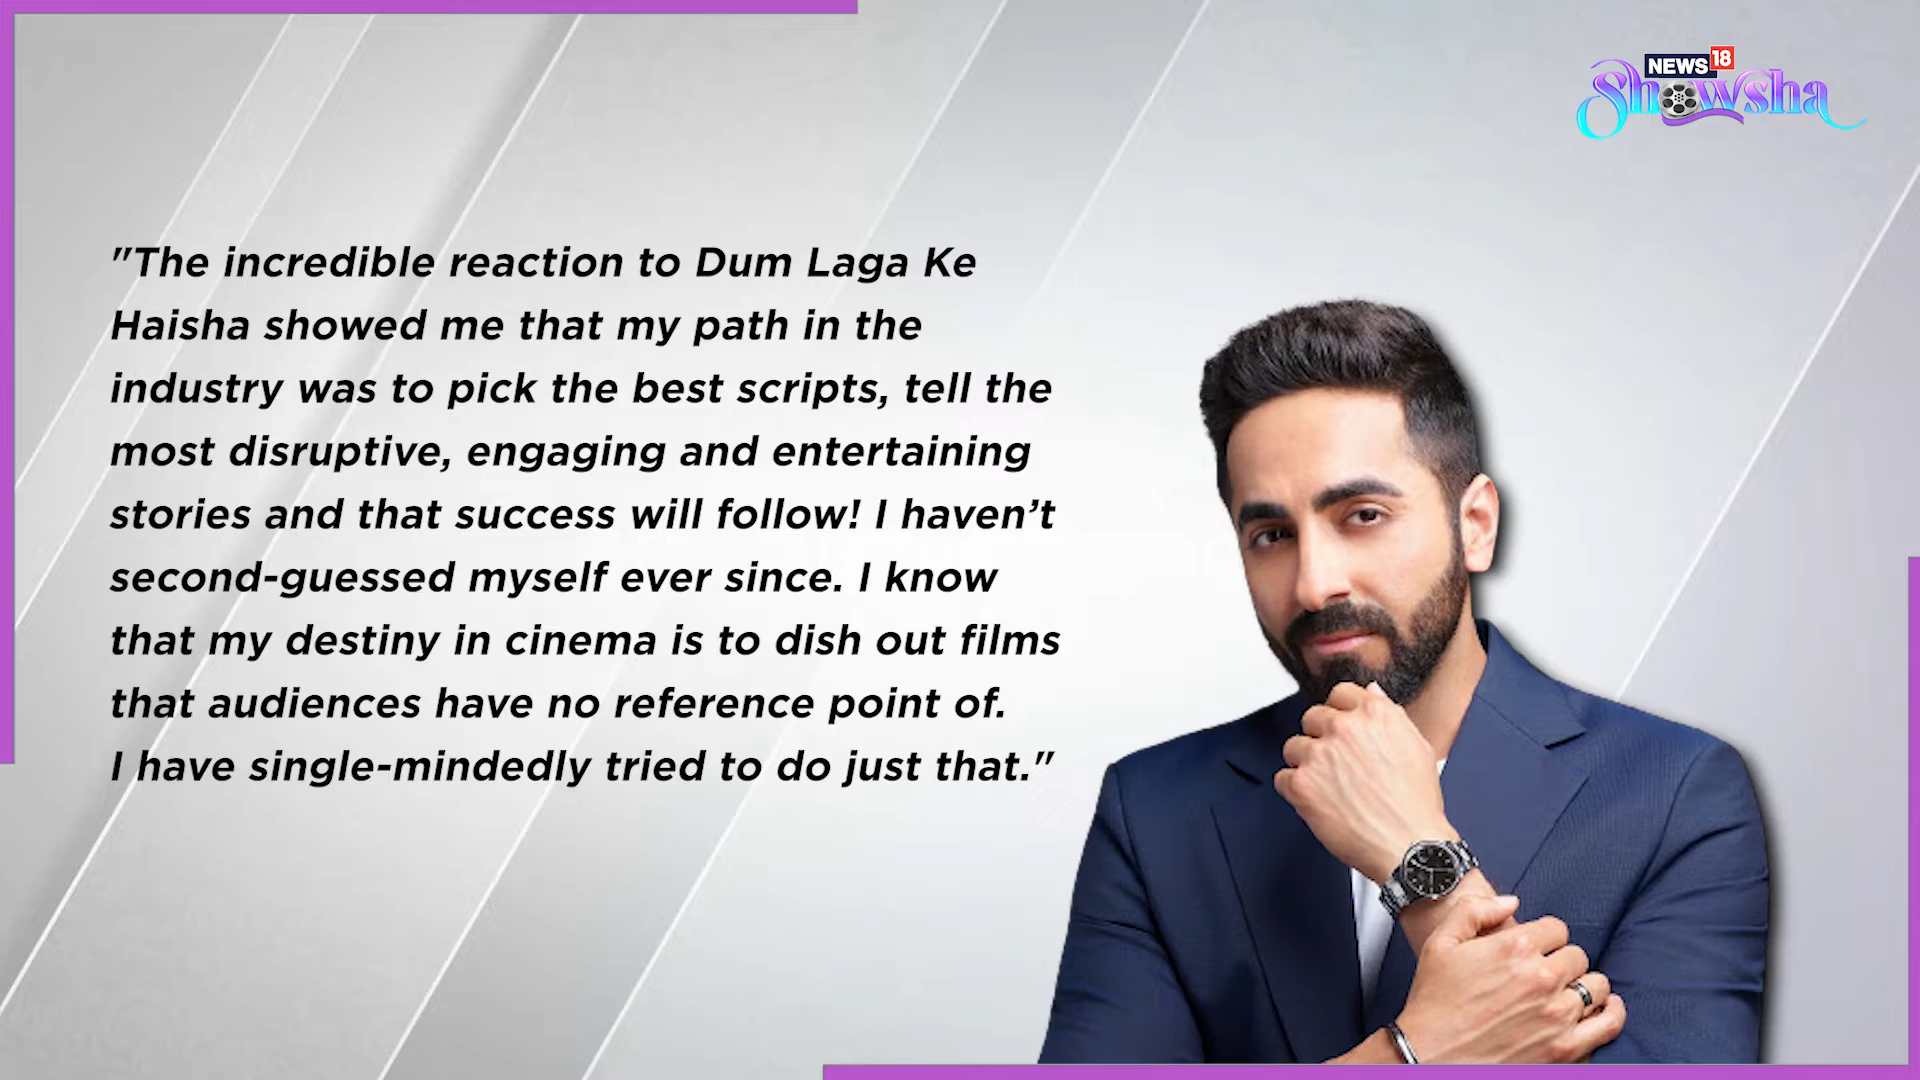 NEWS 18
Showsha
"The incredible reaction to Dum Laga Ke
Haisha showed me that my path in the
industry was to pick the best scripts, tell the
most disruptive, engaging and entertaining
stories and that success will follow! I haven’t
second-guessed myself ever since. I know
that my destiny in cinema is to dish out films
that audiences have no reference point of.
I have single-mindedly tried to do just that."